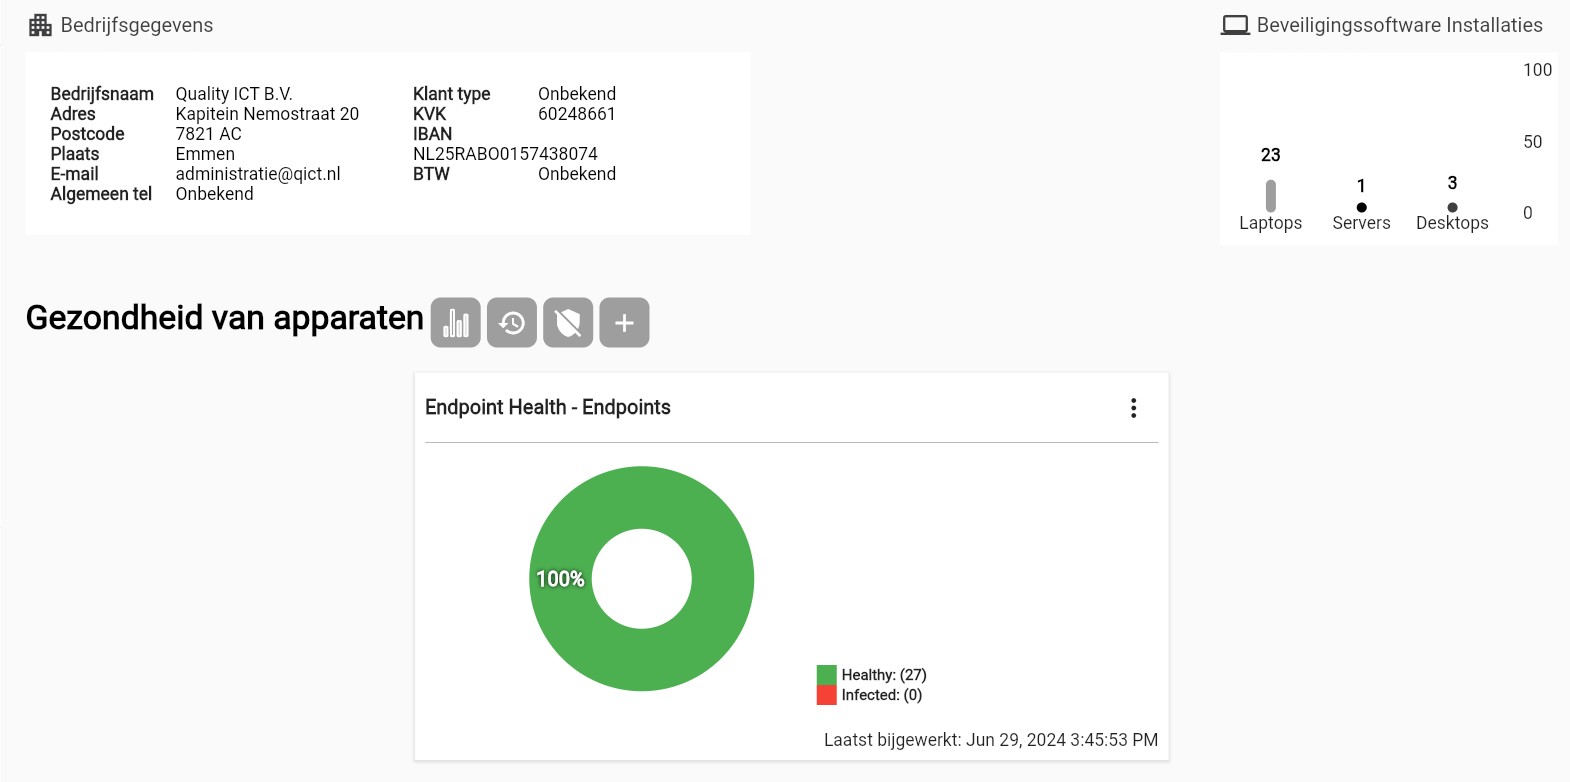 Bedrijfsgegevens
Bedrijfsnaam Quality ICT B.V.
Adres Kapitein Nemostraat 20
Postcode 7821 AC
Plaats Emmen
E-mail administratie@qict.nl
Algemeen tel Onbekend
Klant type Onbekend
KVK 60248661
IBAN
NL25RABO0157438074
BTW Onbekend
Beveiligingssoftware Installaties
100
50
0
23
1
3
Laptops Servers Desktops
Gezondheid van apparaten
Endpoint Health - Endpoints
100%
Healthy: (27)
Infected: (0)
Laatst bijgewerkt: Jun 29, 2024 3:45:53 PM